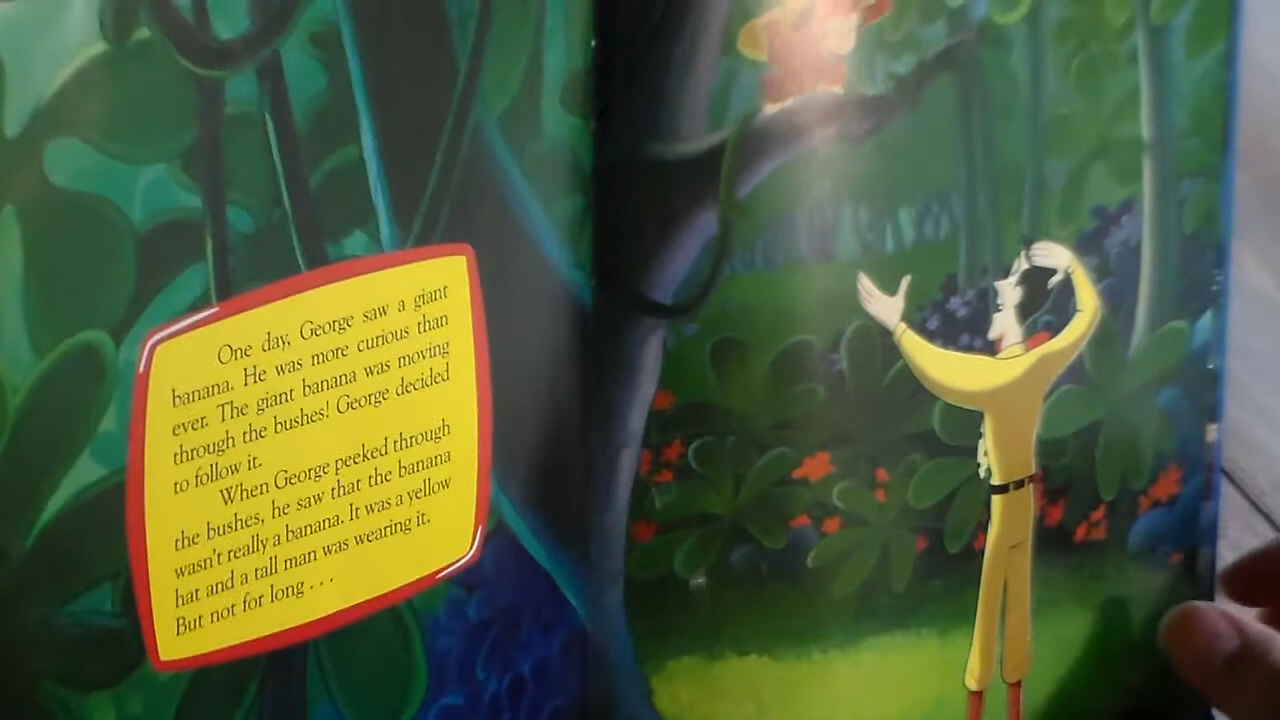 One day, George saw a giant
banana. He was more curious than
ever. The giant banana was moving
through the bushes! George decided
to follow it.
When George peeked through
the bushes, he saw that the banana
wasn't really a banana. It was a yellow
hat and a tall man was wearing it.
But not for long . . .